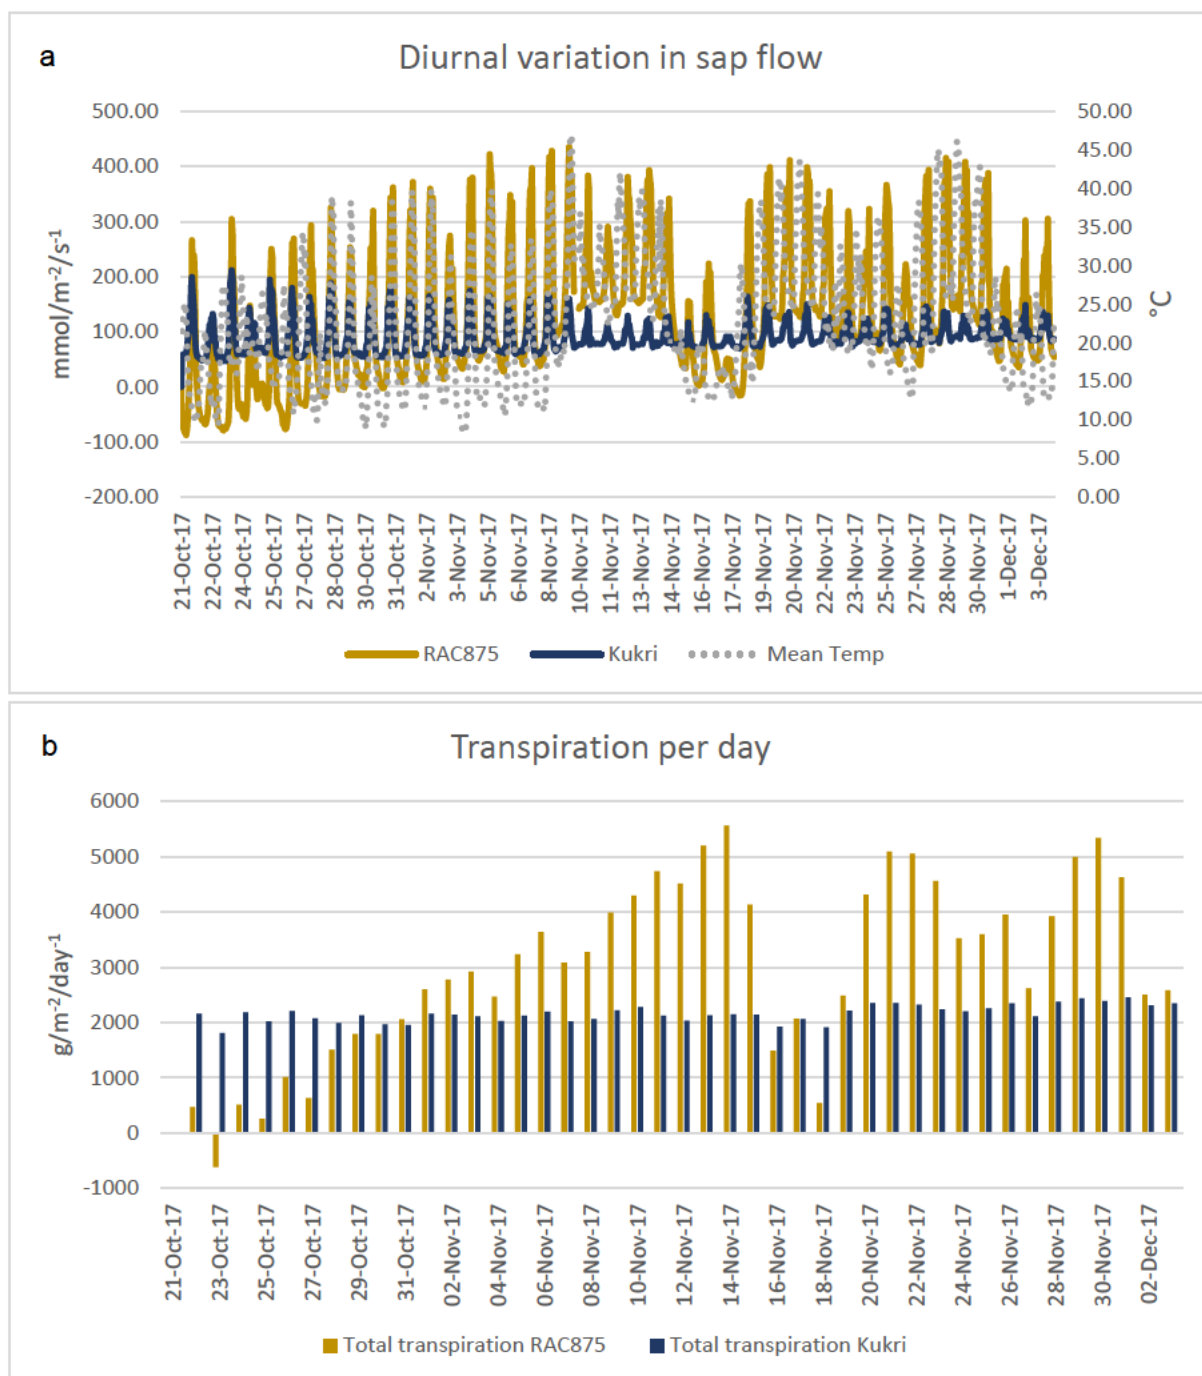 a
Diurnal variation in sap flow
500.00
400.00
300.00
200.00
100.00
0.00
-100.00
-200.00
mmol/m⁻²/s⁻¹
50.00
45.00
40.00
35.00
30.00
25.00
20.00
15.00
10.00
5.00
0.00
°C
21-Oct-17
22-Oct-17
24-Oct-17
25-Oct-17
27-Oct-17
28-Oct-17
30-Oct-17
31-Oct-17
2-Nov-17
3-Nov-17
5-Nov-17
6-Nov-17
8-Nov-17
10-Nov-17
11-Nov-17
13-Nov-17
14-Nov-17
16-Nov-17
17-Nov-17
19-Nov-17
20-Nov-17
22-Nov-17
23-Nov-17
25-Nov-17
27-Nov-17
28-Nov-17
30-Nov-17
1-Dec-17
3-Dec-17
RAC875 Kukri Mean Temp
b
Transpiration per day
6000
5000
4000
3000
2000
1000
0
-1000
g/m⁻²/day⁻¹
21-Oct-17
23-Oct-17
25-Oct-17
27-Oct-17
29-Oct-17
31-Oct-17
02-Nov-17
04-Nov-17
06-Nov-17
08-Nov-17
10-Nov-17
12-Nov-17
14-Nov-17
16-Nov-17
18-Nov-17
20-Nov-17
22-Nov-17
24-Nov-17
26-Nov-17
28-Nov-17
30-Nov-17
02-Dec-17
Total transpiration RAC875 Total transpiration Kukri